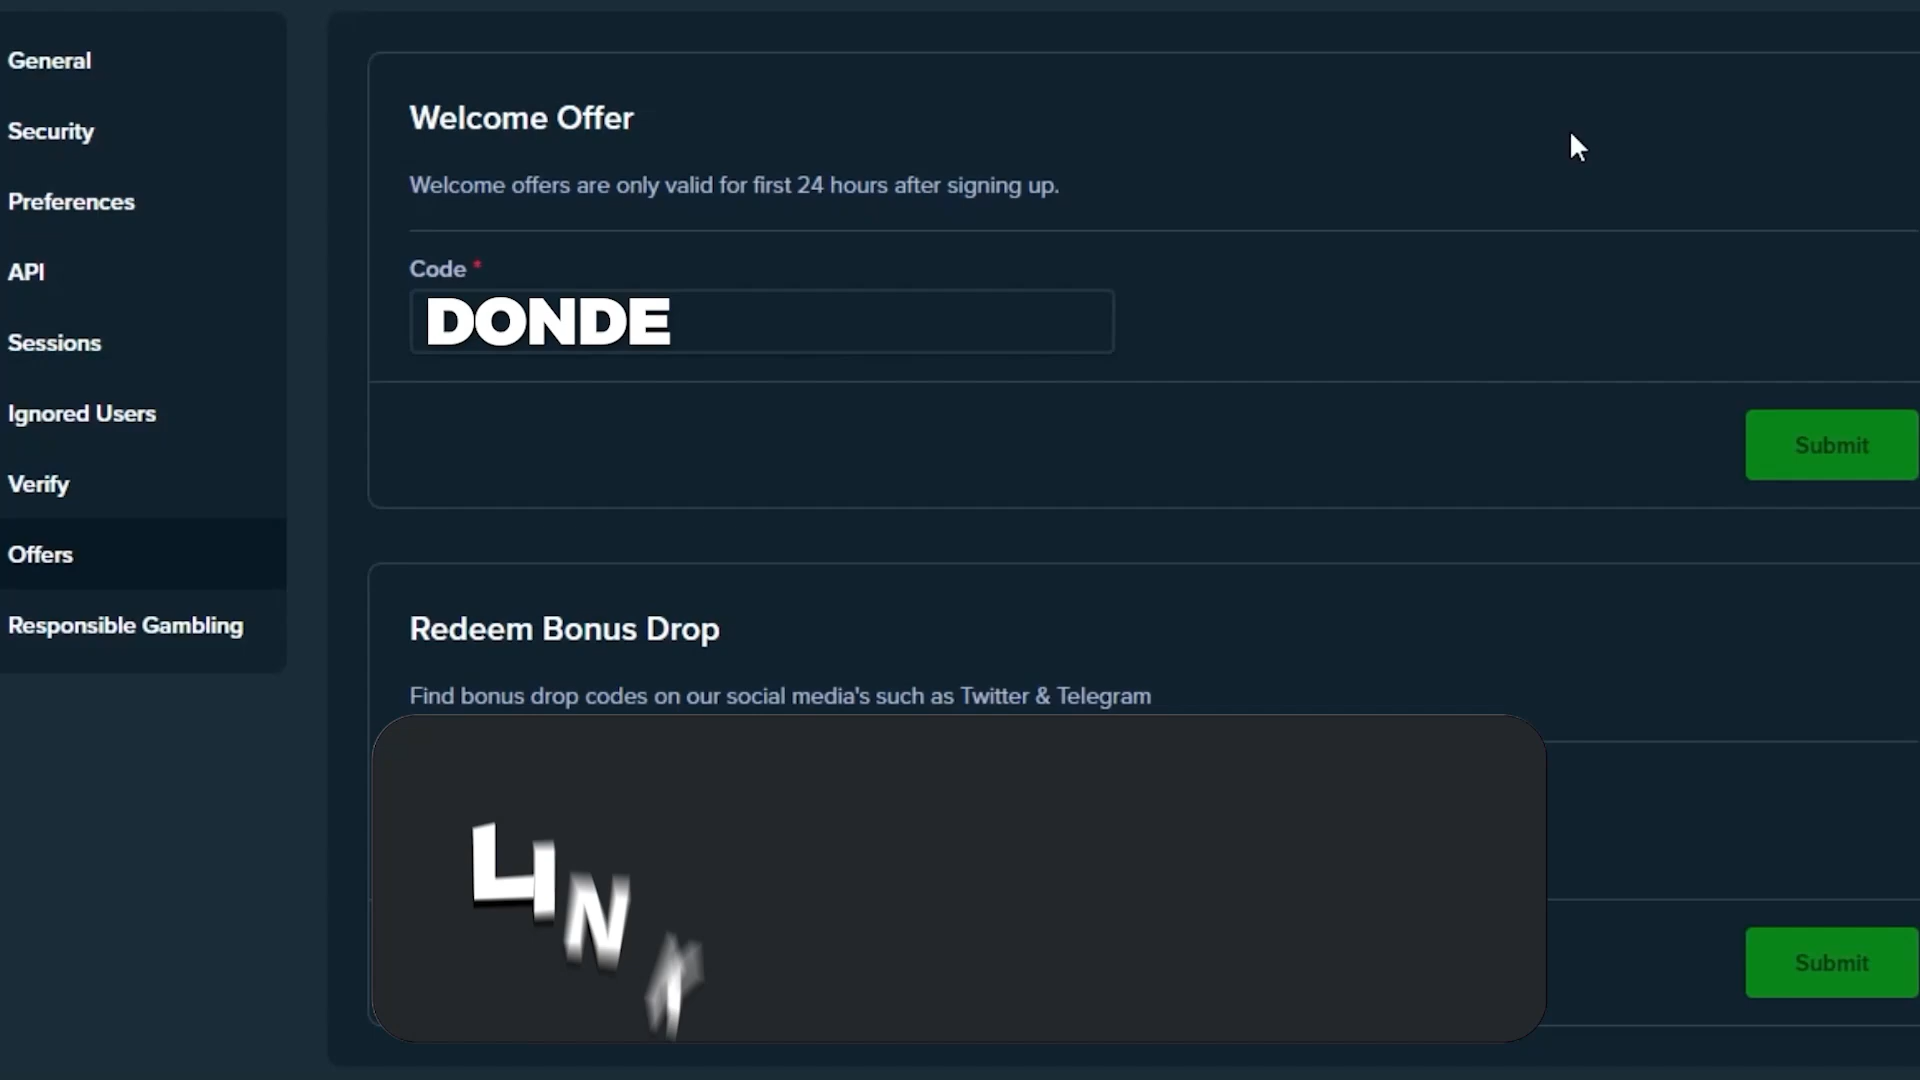 General
Security
Preferences
API
Sessions
Ignored Users
Verify
Offers
Responsible Gambling
Welcome Offer
Welcome offers are only valid for first 24 hours after signing up.
Code *
DONDE
Submit
Redeem Bonus Drop
Find bonus drop codes on our social media's such as Twitter & Telegram
LIN
Submit